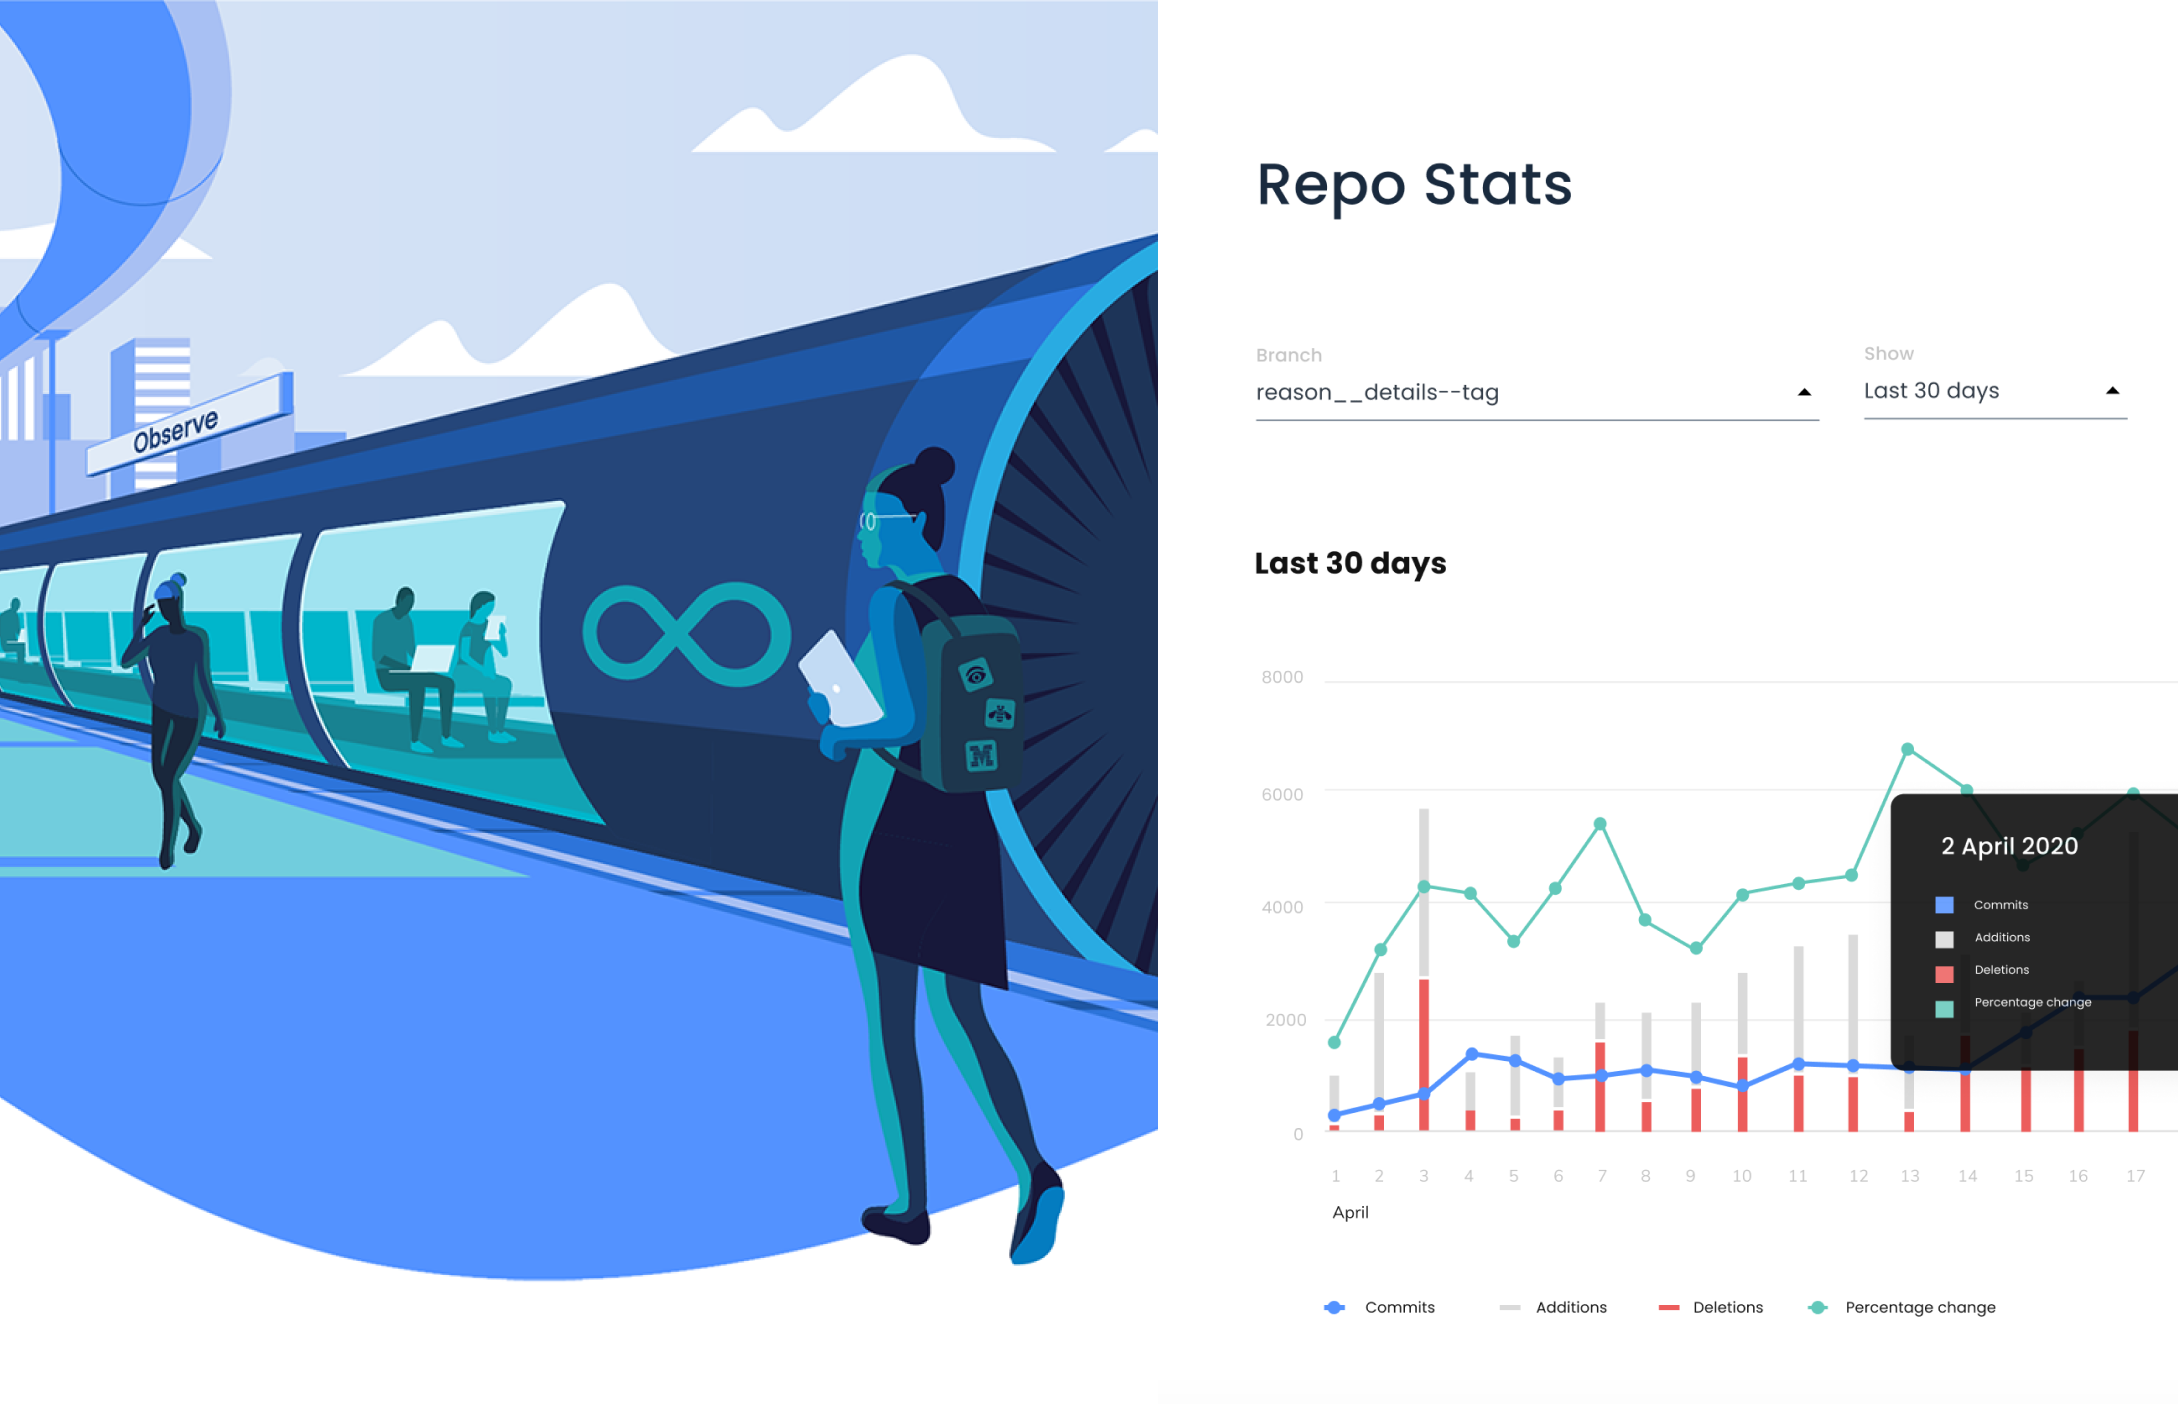 Observe
M
Repo Stats
Branch
reason__details--tag
Show
Last 30 days
Last 30 days
8000
6000
4000
2000
0
2 April 2020
Commits
Additions
Deletions
Percentage change
1 2 3 4 5 6 7 8 9 10 11 12 13 14 15 16 17
April
Commits Additions Deletions Percentage change